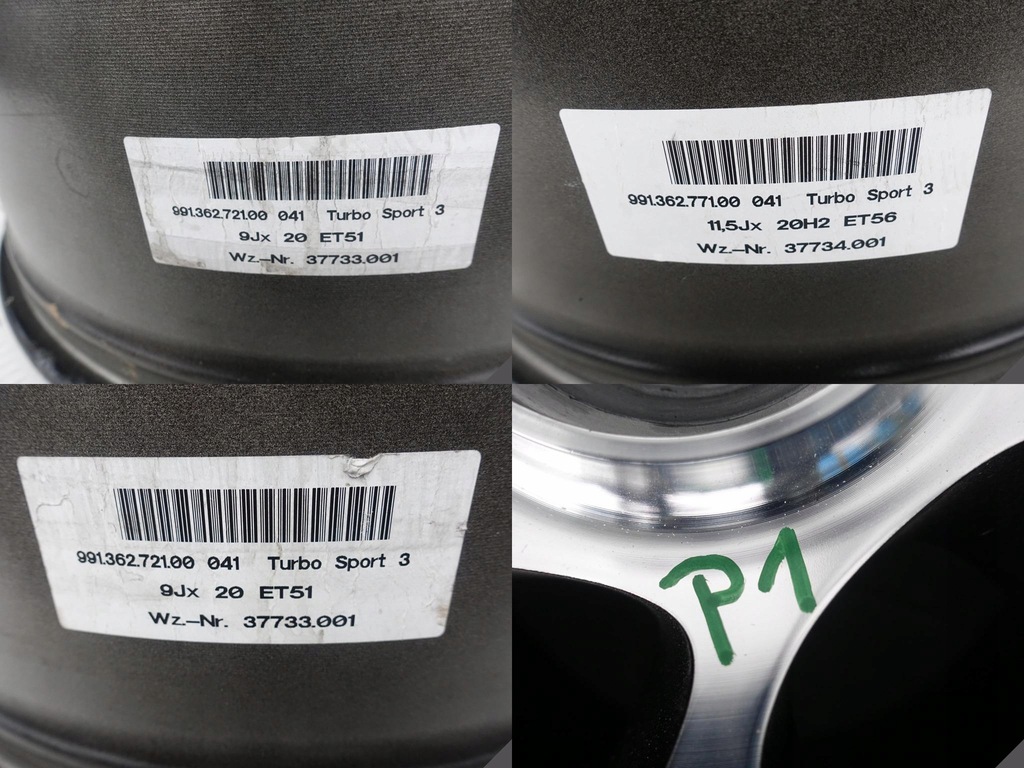 991.362.721.00 041 Turbo Sport 3
9Jx 20 ET51
Wz.-Nr. 37733.001
991.362.771.00 041 Turbo Sport 3
11,5Jx 20H2 ET56
Wz.-Nr. 37734.001
991.362.721.00 041 Turbo Sport 3
9Jx 20 ET51
Wz.-Nr. 37733.001
P1